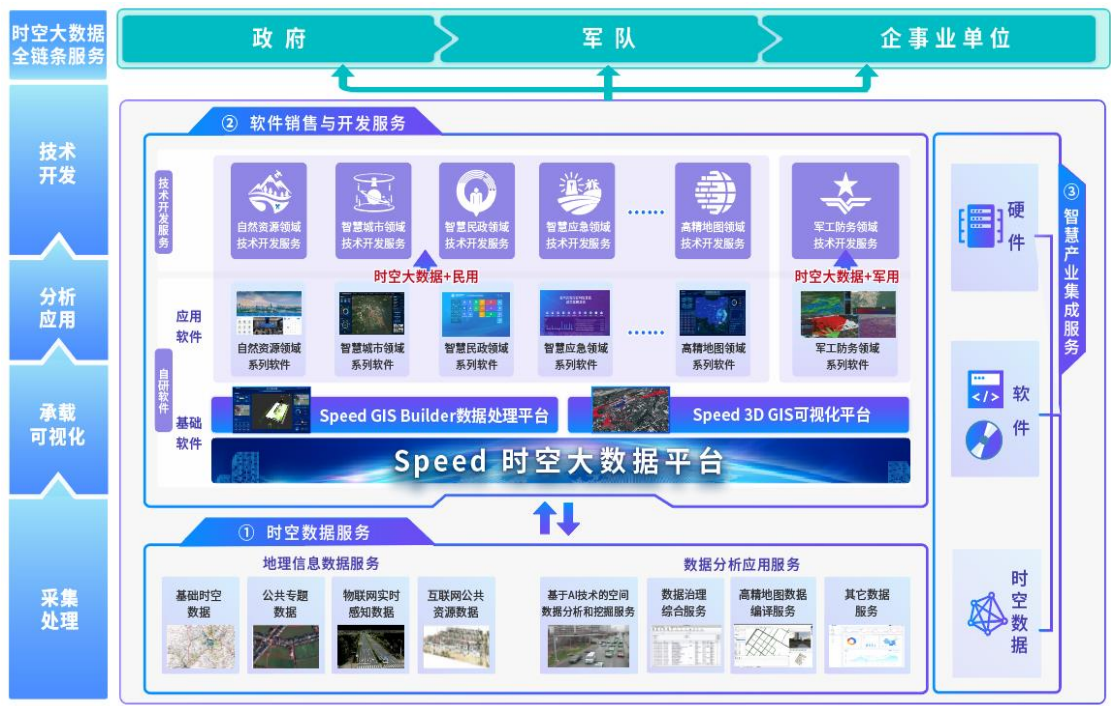 时空大数据
全链条服务
政府
军队
企事业单位
技术
开发
分析
应用
承载
可视化
采集
处理
② 软件销售与开发服务
技术开发服务
自然资源领域
技术开发服务
智慧城市领域
技术开发服务
智慧民政领域
技术开发服务
智慧应急领域
技术开发服务
......
高精地图领域
技术开发服务
军工防务领域
技术开发服务
时空大数据+民用
时空大数据+军用
自研软件
应用
软件
自然资源领域
系列软件
智慧城市领域
系列软件
智慧民政领域
系列软件
智慧应急领域
系列软件
......
高精地图领域
系列软件
军工防务领域
系列软件
基础
软件
Speed GIS Builder数据处理平台
Speed 3D GIS可视化平台
Speed 时空大数据平台
① 时空数据服务
地理信息数据服务
基础时空
数据
公共专题
数据
物联网实时
感知数据
互联网公共
资源数据
数据分析应用服务
基于AI技术的空间
数据分析和挖掘服务
数据治理
综合服务
高精地图数据
编译服务
其它数据
服务
③智慧产业集成服务
硬件
</>
软件
时空数据